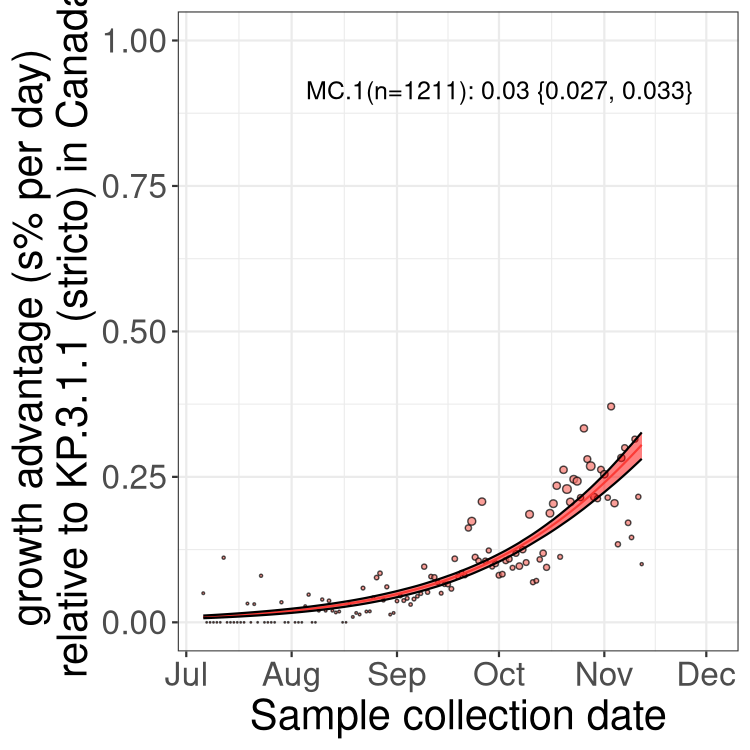 growth advantage (s% per day)
relative to KP.3.1.1 (stricto) in Canada
1.00
0.75
0.50
0.25
0.00
MC.1(n=1211): 0.03 {0.027, 0.033}
Jul Aug Sep Oct Nov Dec
Sample collection date